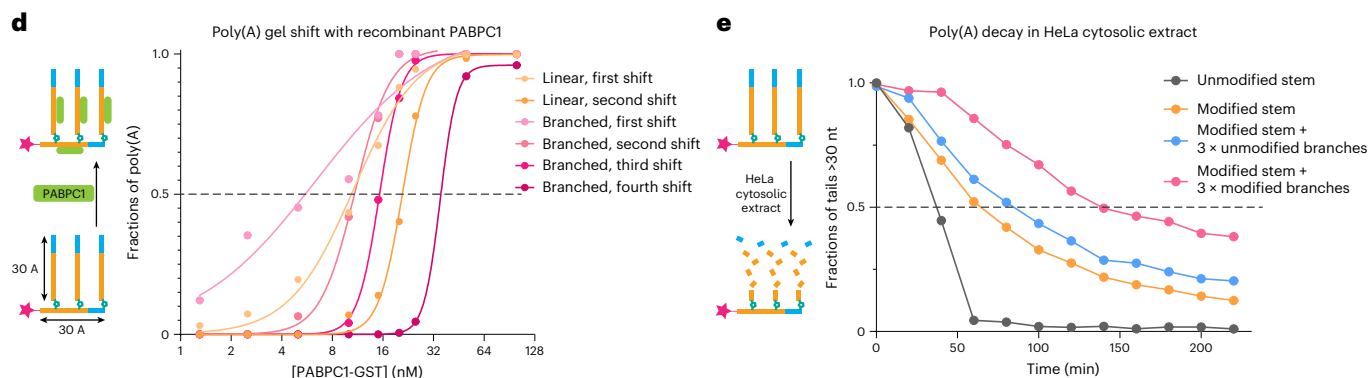 d
Poly(A) gel shift with recombinant PABPC1
PABPC1
30 A
30 A
Fractions of poly(A)
1.0
0.5
0
1 2 4 8 16 32 64 128
[PABPC1-GST] (nM)
Linear, first shift
Linear, second shift
Branched, first shift
Branched, second shift
Branched, third shift
Branched, fourth shift
e
Poly(A) decay in HeLa cytosolic extract
HeLa
cytosolic
extract
Fractions of tails >30 nt
1.0
0.5
0
0 50 100 150 200
Time (min)
Unmodified stem
Modified stem
Modified stem +
3 × unmodified branches
Modified stem +
3 × modified branches